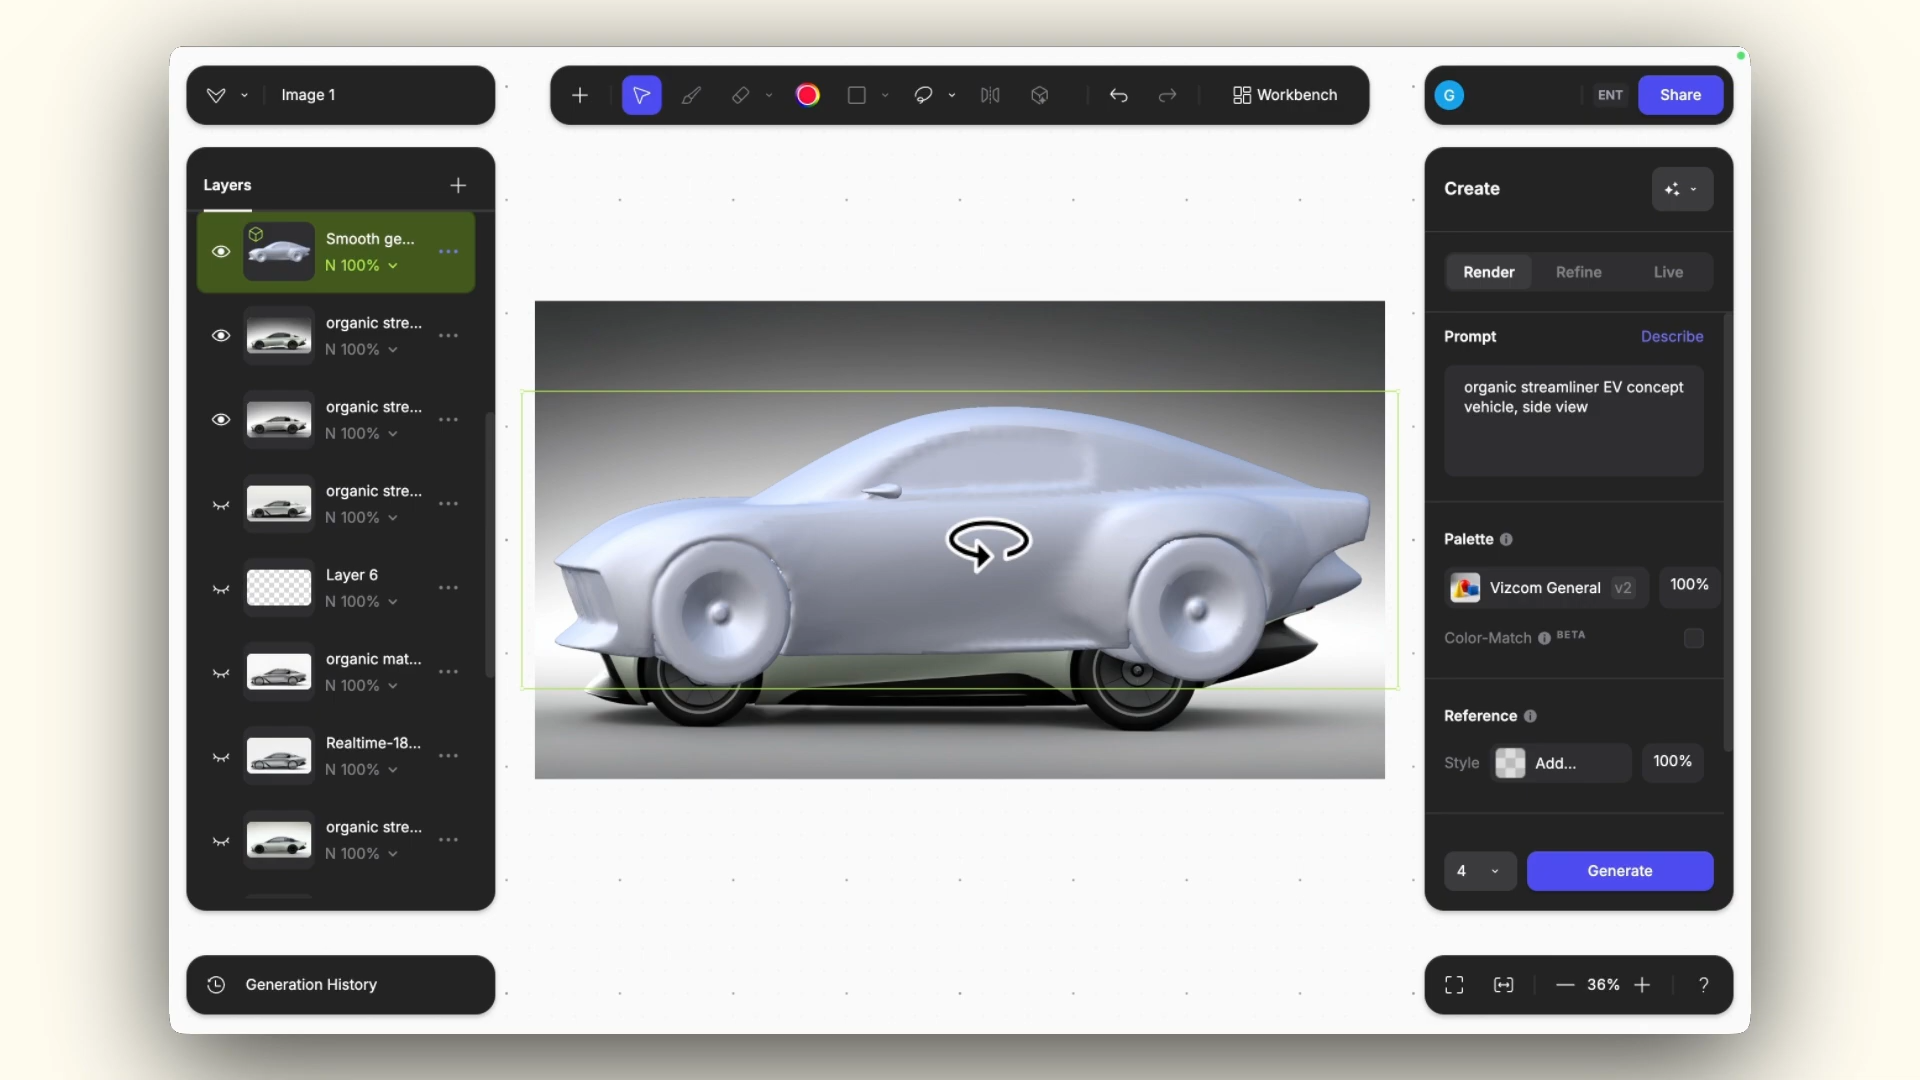 Image 1
Workbench
G
ENT
Share
Layers
Smooth ge...
N 100%
organic stre...
N 100%
organic stre...
N 100%
organic stre...
N 100%
Layer 6
N 100%
organic mat...
N 100%
Realtime-18...
N 100%
organic stre...
N 100%
Generation History
Create
Render
Refine
Live
Prompt
Describe
organic streamliner EV concept
vehicle, side view
Palette
Vizcom General
v2
100%
Color-Match
BETA
Reference
Style
Add...
100%
4
Generate
36%
?